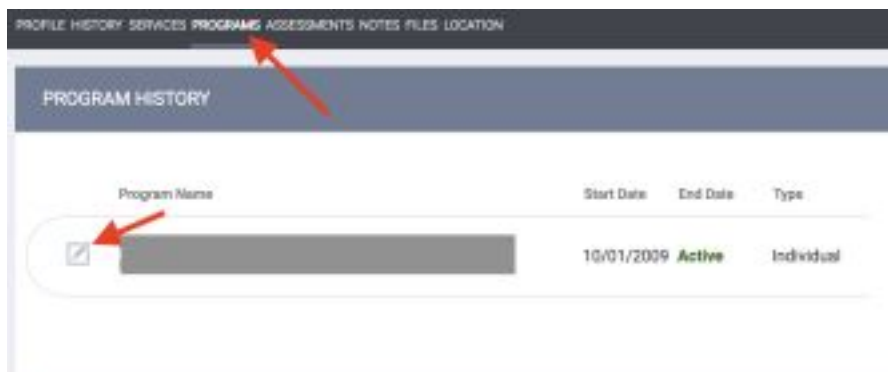 PROFILE HISTORY SERVICES PROGRAMS ASSESSMENTS NOTES FILES LOCATION
PROGRAM HISTORY
Program Name Start Date End Date Type
10/01/2009 Active Individual